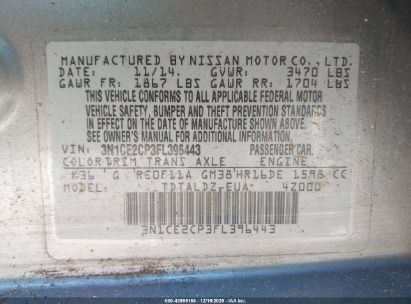 MANUFACTURED BY NISSAN MOTOR CO., LTD.
DATE: 11/14. GVWR: 3470 LBS
GAWR FR: 1867 LBS GAWR RR: 1704 LBS
THIS VEHICLE CONFORMS TO ALL APPLICABLE FEDERAL MOTOR
VEHICLE SAFETY, BUMPER AND THEFT PREVENTION STANDARDS
IN EFFECT ON THE DATE OF MANUFACTURE SHOWN ABOVE.
SEE OWNER'S MANUAL FOR ADDITIONAL INFORMATION.
VIN: 3N1CE2CP3FL396443 PASSENGER CAR
COLOR TRIM TRANS AXLE ENGINE
K36 G RE0F11A GM38 HR16DE 1598 CC
MODEL: TDTALDZ-EUA- 4Z000
3N1CE2CP3FL396443